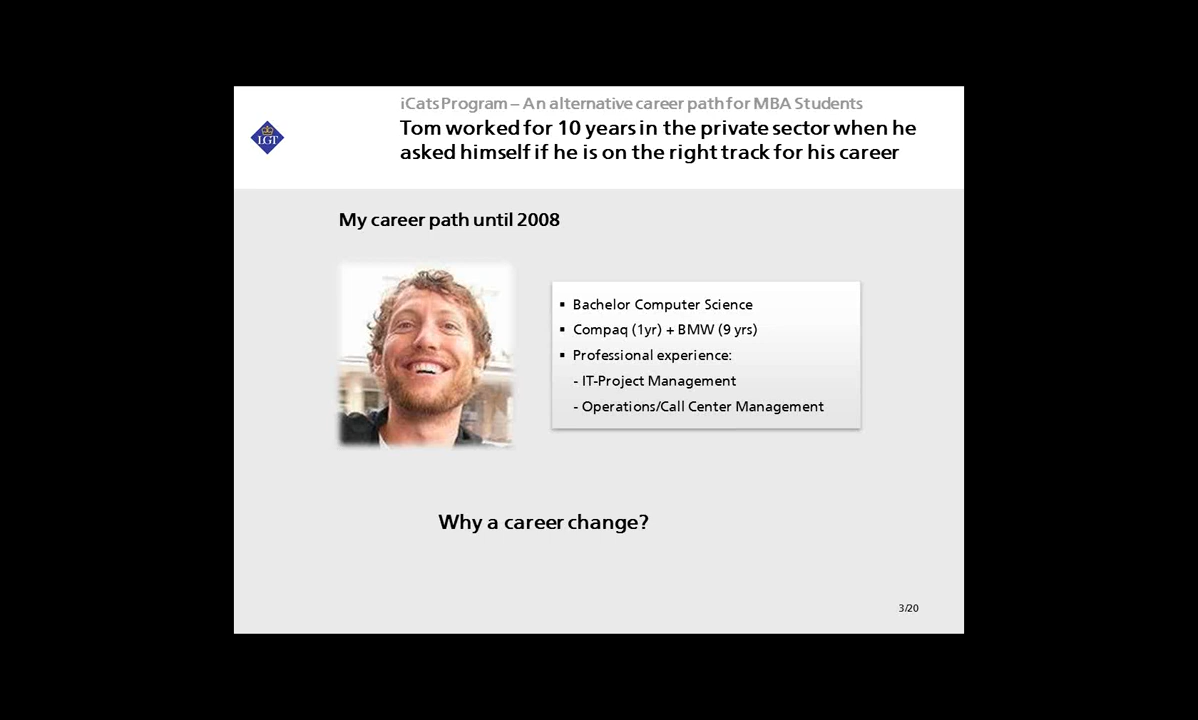 iCats Program – An alternative career path for MBA Students
Tom worked for 10 years in the private sector when he
asked himself if he is on the right track for his career
LGT
My career path until 2008
▪ Bachelor Computer Science
▪ Compaq (1yr) + BMW (9 yrs)
▪ Professional experience:
- IT-Project Management
- Operations/Call Center Management
Why a career change?
3/20